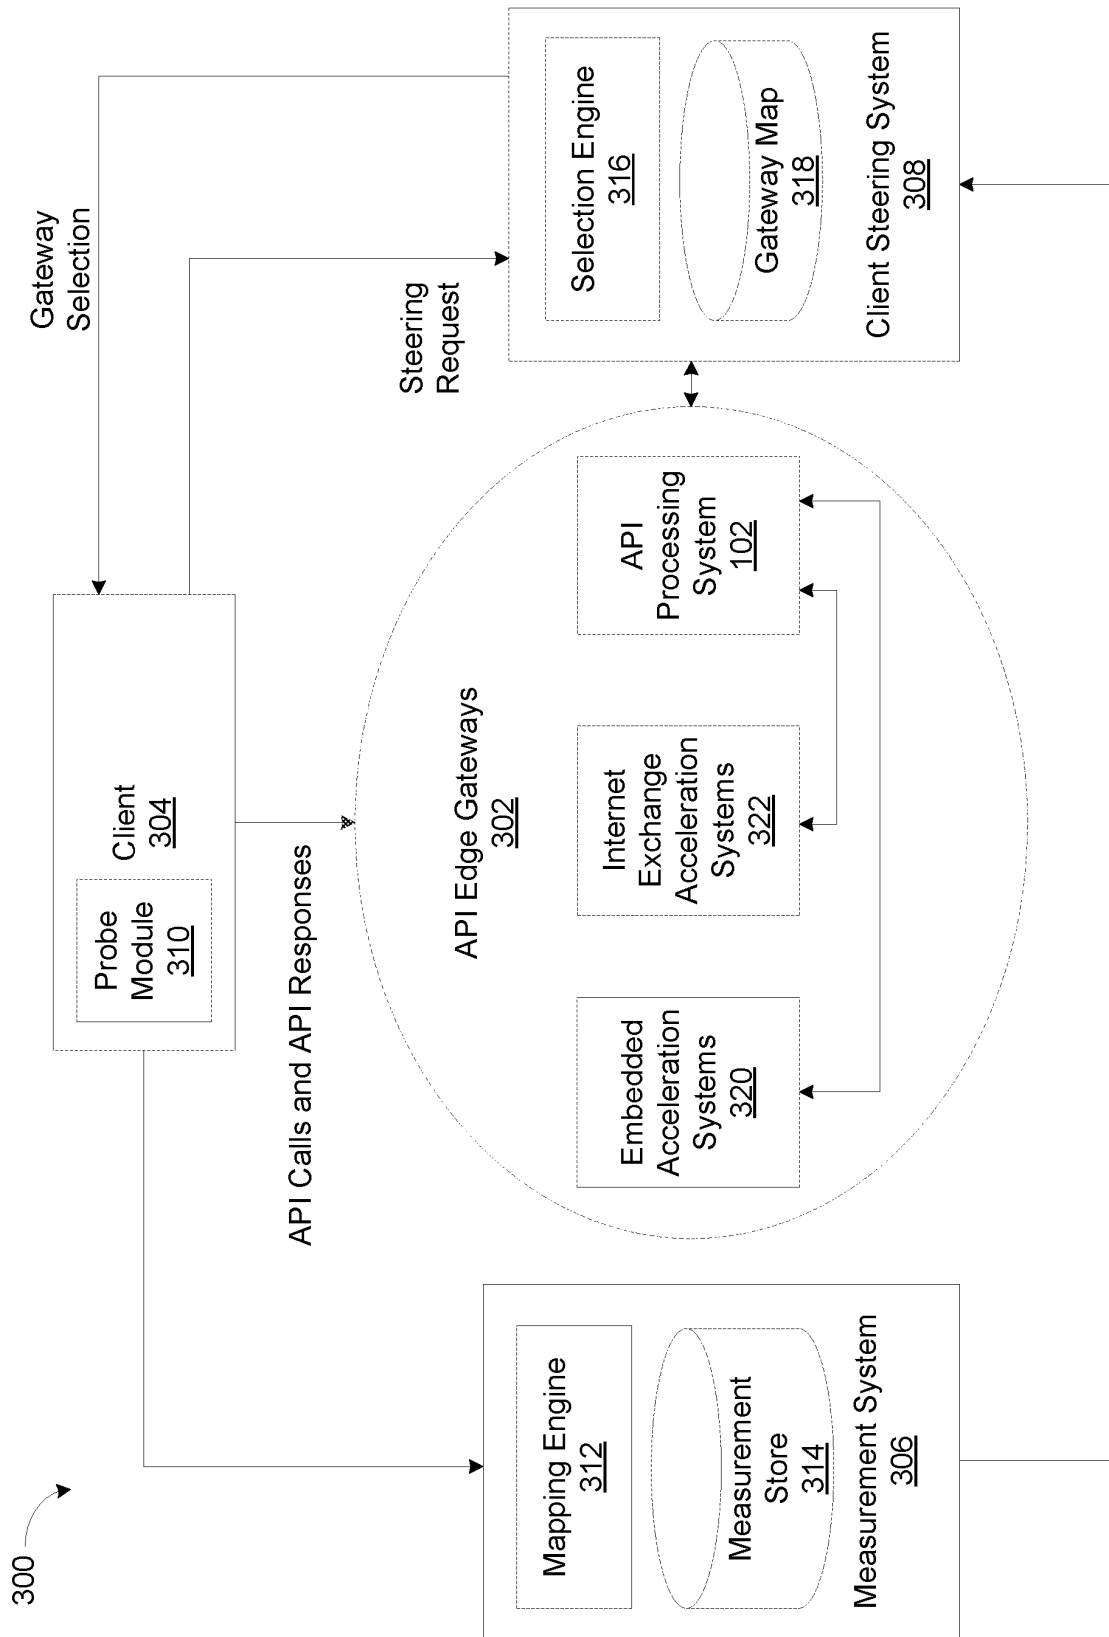 300
Client
304
Probe
Module
310
Gateway
Selection
Steering
Request
API Calls and API Responses
Mapping Engine
312
Measurement
Store
314
Measurement System
306
API Edge Gateways
302
Embedded
Acceleration
Systems
320
Internet
Exchange
Acceleration
Systems
322
API
Processing
System
102
Selection Engine
316
Gateway Map
318
Client Steering System
308